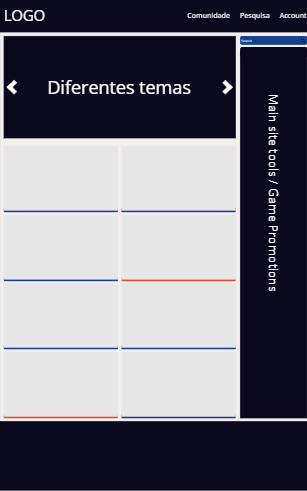 LOGO
Comunidade Pesquisa Account
Search
Diferentes temas
Main site tools / Game Promotions